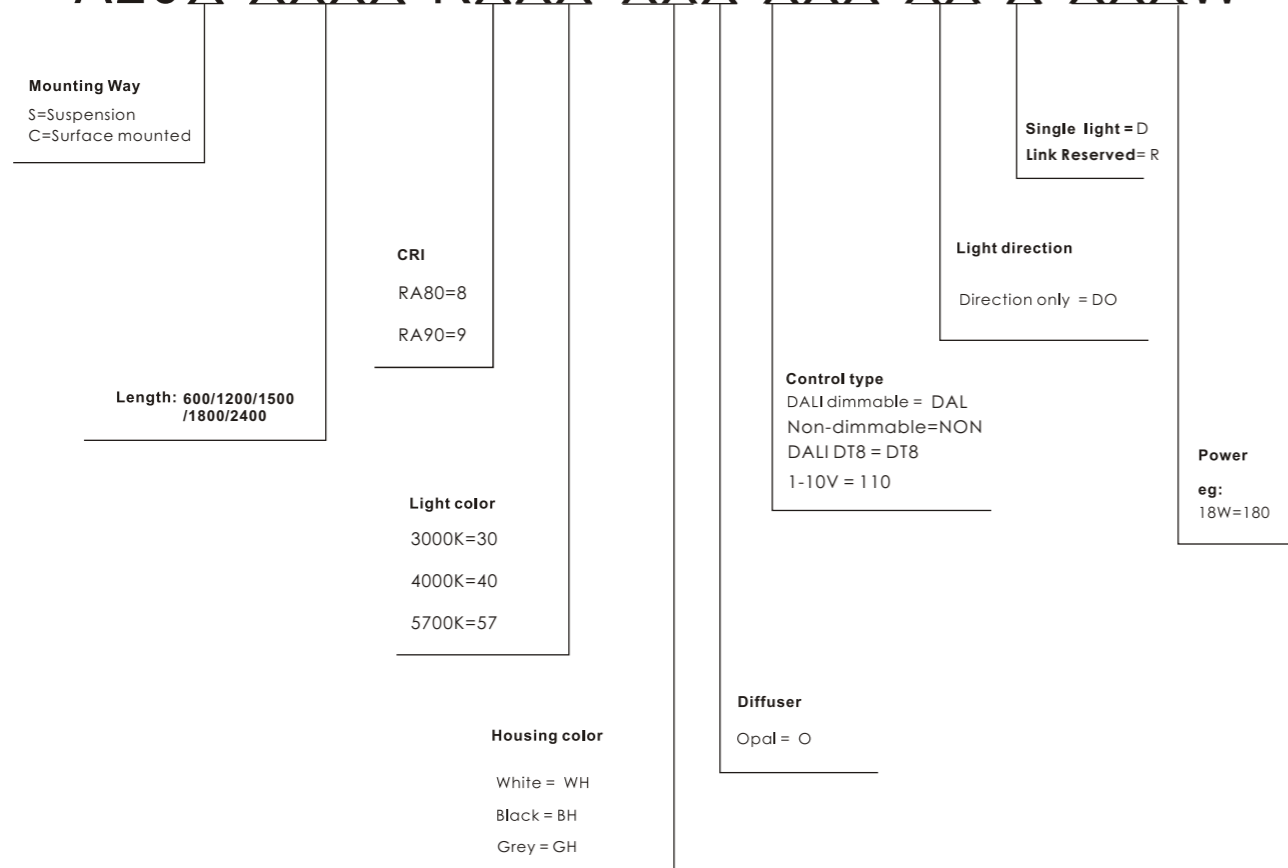 Mounting Way
S=Suspension
C=Surface mounted
Single light = D
Link Reserved= R
CRI
RA80=8
RA90=9
Light direction
Direction only = DO
Length: 600/1200/1500
/1800/2400
Control type
DALI dimmable = DAL
Non-dimmable=NON
DALI DT8 = DT8
1-10V = 110
Power
eg:
18W=180
Light color
3000K=30
4000K=40
5700K=57
Diffuser
Opal = O
Housing color
White = WH
Black = BH
Grey = GH